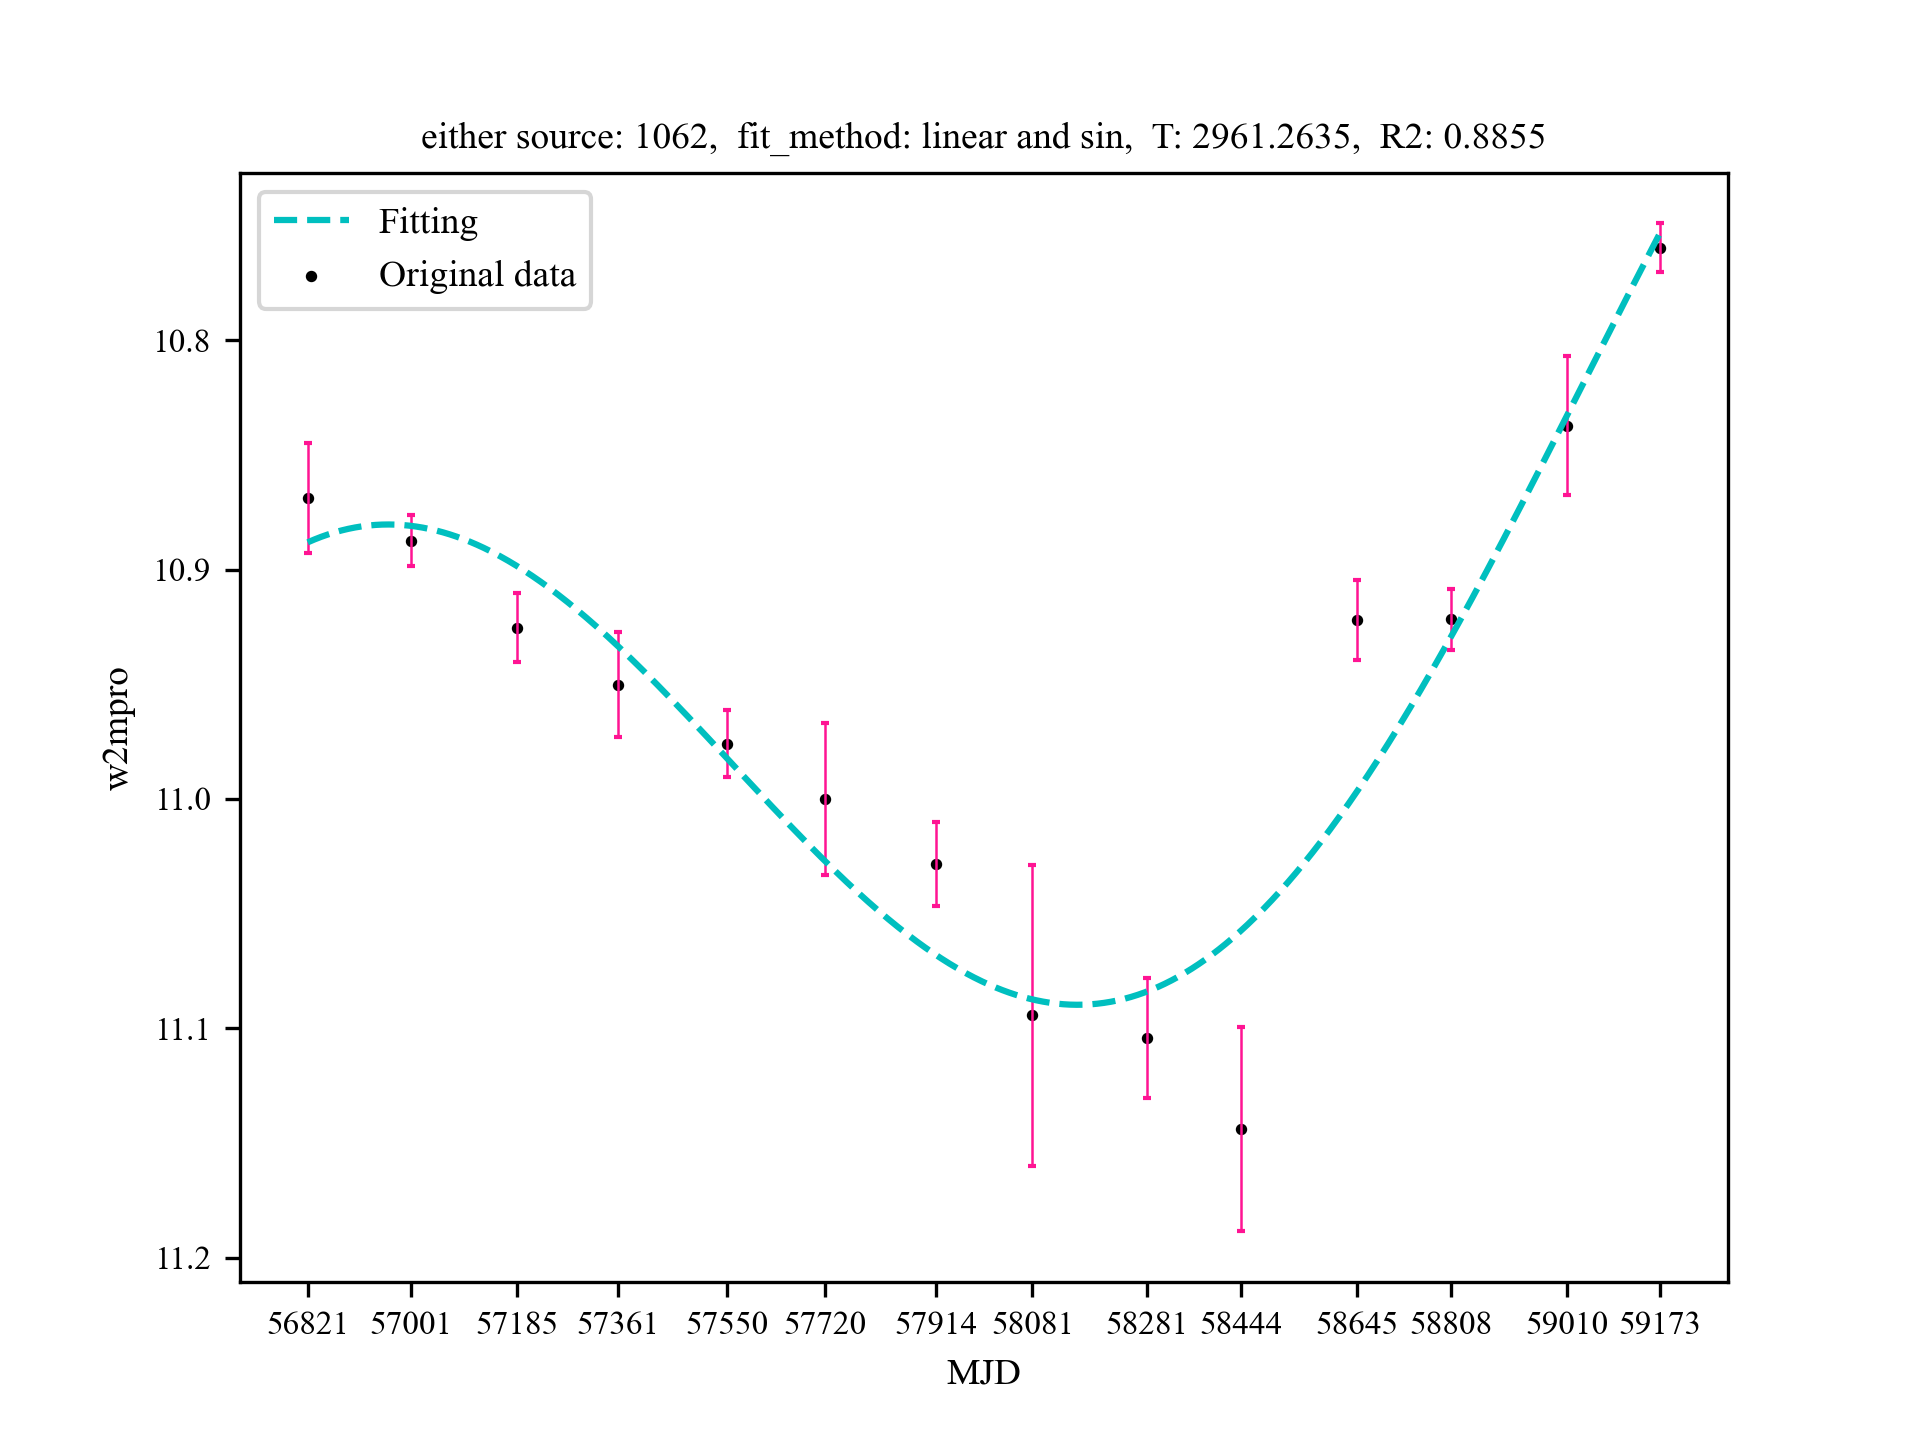 either source: 1062,  fit_method: linear and sin,  T: 2961.2635,  R2: 0.8855
Fitting
Original data
10.8
10.9
11.0
11.1
11.2
w2mpro
56821 57001 57185 57361 57550 57720 57914 58081 58281 58444 58645 58808 59010 59173
MJD